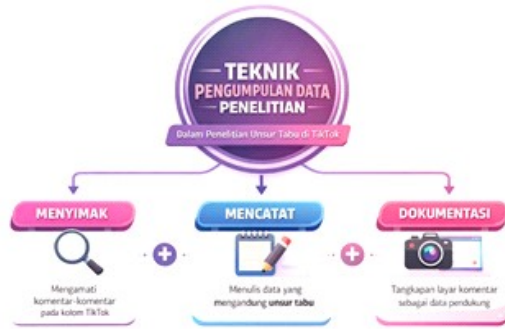 TEKNIK
PENGUMPULAN DATA
PENELITIAN
Dalam Penelitian Unsur Tabu di TikTok
MENYIMAK
Mengamati
komentar-komentar
pada kolom TikTok
MENCATAT
Menulis data yang
mengandung unsur tabu
DOKUMENTASI
Tangkapan layar komentar
sebagai data pendukung